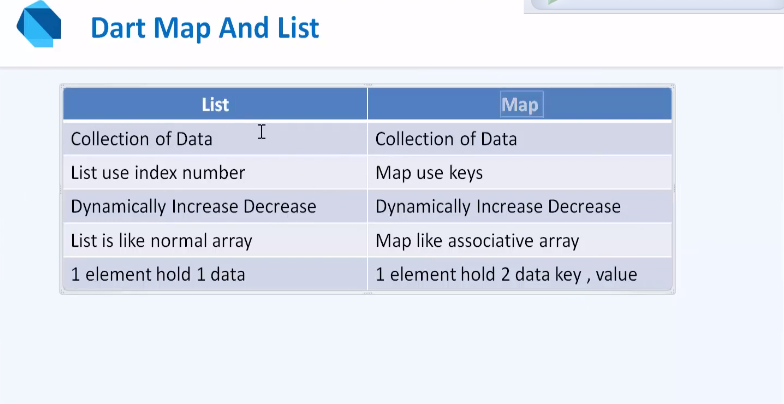 Dart Map And List
List Map
Collection of Data Collection of Data
List use index number Map use keys
Dynamically Increase Decrease Dynamically Increase Decrease
List is like normal array Map like associative array
1 element hold 1 data 1 element hold 2 data key , value